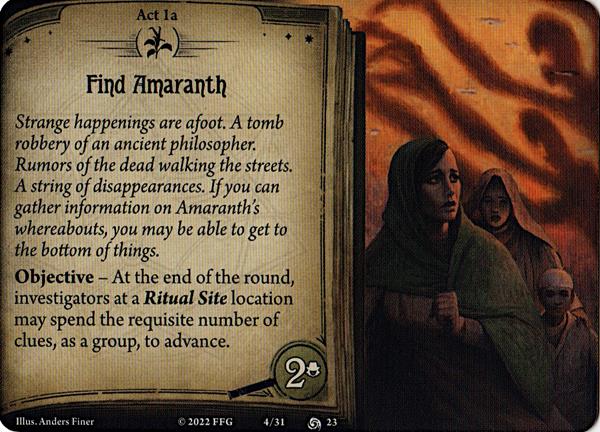 Act 1a
Find Amaranth
Strange happenings are afoot. A tomb
robbery of an ancient philosopher.
Rumors of the dead walking the streets.
A string of disappearances. If you can
gather information on Amaranth's
whereabouts, you may be able to get to
the bottom of things.
Objective – At the end of the round,
investigators at a Ritual Site location
may spend the requisite number of
clues, as a group, to advance.
2
Illus. Anders Finer © 2022 FFG 4/31 23